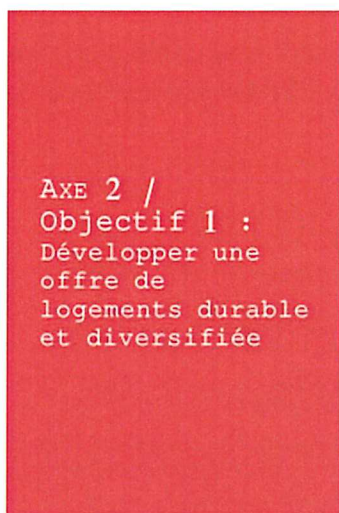 AXE 2 /
Objectif 1 :
Développer une
offre de
logements durable
et diversifiée